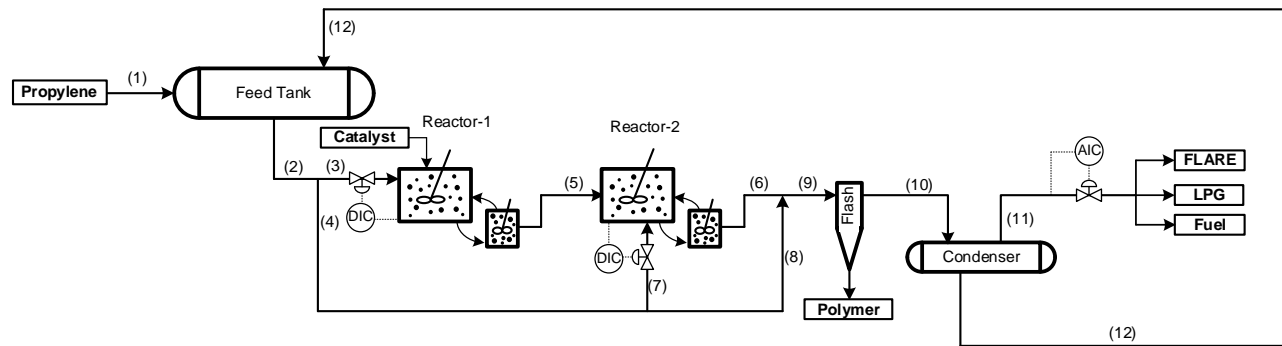 (12)
(1)
Propylene
Feed Tank
Reactor-1
Reactor-2
Catalyst
AIC
FLARE
(2)
(3)
(5)
(6)
(9)
(10)
LPG
Flash
(4)
DIC
(11)
Fuel
DIC
(8)
Condenser
(7)
Polymer
(12)